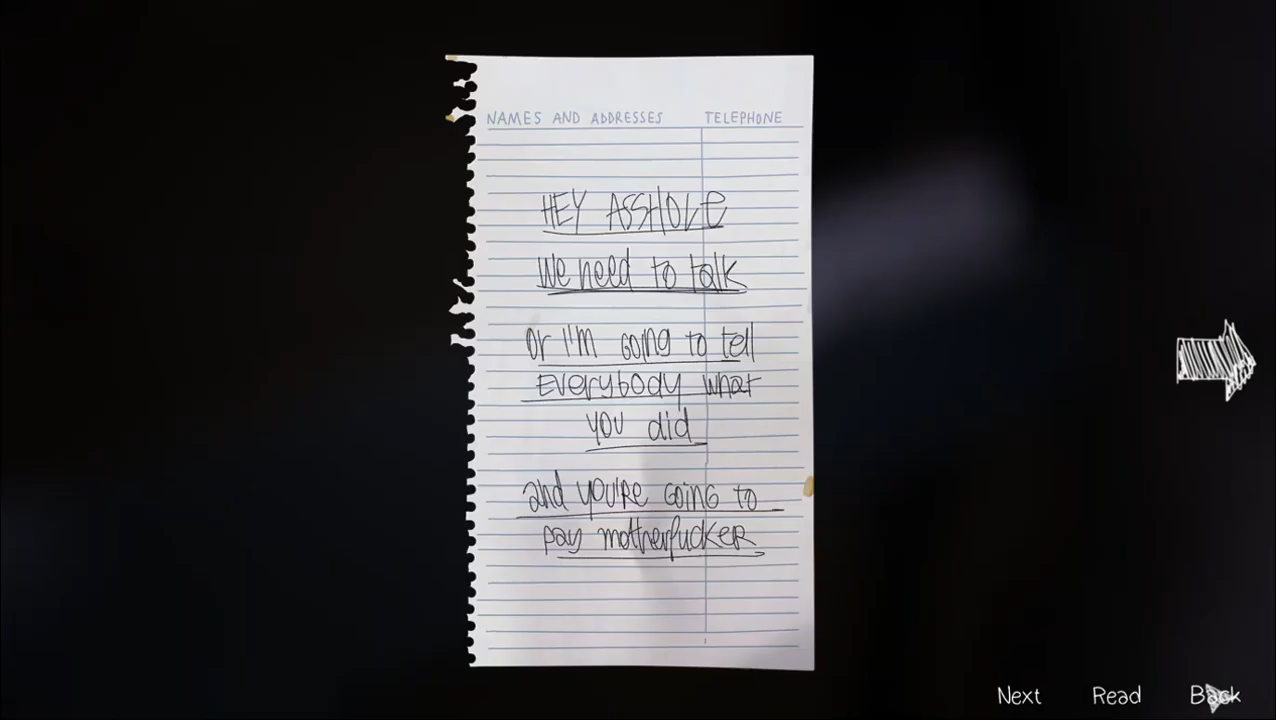 NAMES AND ADDRESSES TELEPHONE
HEY ASSHOLE
We need to talk
Or I'm going to tell
Everybody what
you did
and you're going to
pay motherfucker
Next Read Back